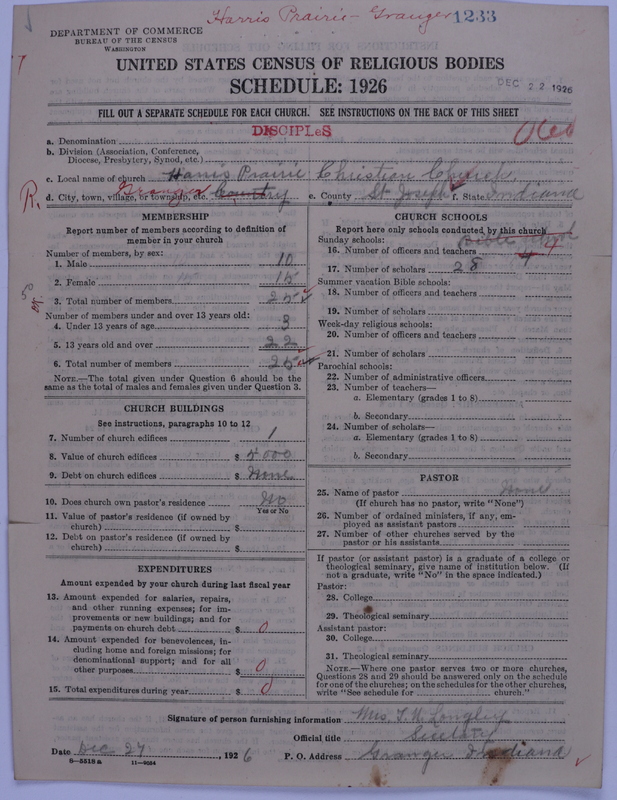 Harris Prairie - Granger 1233
DEPARTMENT OF COMMERCE
BUREAU OF THE CENSUS
WASHINGTON
UNITED STATES CENSUS OF RELIGIOUS BODIES
SCHEDULE: 1926
DEC 22 1926
FILL OUT A SEPARATE SCHEDULE FOR EACH CHURCH. SEE INSTRUCTIONS ON THE BACK OF THIS SHEET
DISCIPLES
a. Denomination
b. Division (Association, Conference,
Diocese, Presbytery, Synod, etc.)
c. Local name of church Harris Prairie Christian Church
R. Granger
d. City, town, village, or township, etc. Country e. County St Joseph f. State Indiana
MEMBERSHIP
Report number of members according to definition of
member in your church
Number of members, by sex:
1. Male 10
2. Female 15
3. Total number of members 25
Number of members under and over 13 years old:
4. Under 13 years of age 3
5. 13 years old and over 22
6. Total number of members 25
NOTE.—The total given under Question 6 should be the
same as the total of males and females given under Question 3.
CHURCH BUILDINGS
See instructions, paragraphs 10 to 12
7. Number of church edifices 1
8. Value of church edifices $ 4000
9. Debt on church edifices $ None
10. Does church own pastor's residence No
Yes or No
11. Value of pastor's residence (if owned by
church) $
12. Debt on pastor's residence (if owned by
church) $
EXPENDITURES
Amount expended by your church during last fiscal year
13. Amount expended for salaries, repairs,
and other running expenses; for im-
provements or new buildings; and for
payments on church debt $ 0
14. Amount expended for benevolences, in-
cluding home and foreign missions; for
denominational support; and for all
other purposes $ 0
15. Total expenditures during year $ 0
CHURCH SCHOOLS
Report here only schools conducted by this church
Sunday schools: Bible School
16. Number of officers and teachers 4
17. Number of scholars 28
Summer vacation Bible schools:
18. Number of officers and teachers
19. Number of scholars
Week-day religious schools:
20. Number of officers and teachers
21. Number of scholars
Parochial schools:
22. Number of administrative officers
23. Number of teachers—
a. Elementary (grades 1 to 8)
b. Secondary
24. Number of scholars—
a. Elementary (grades 1 to 8)
b. Secondary
PASTOR
25. Name of pastor None
(If church has no pastor, write "None")
26. Number of ordained ministers, if any, em-
ployed as assistant pastors
27. Number of other churches served by the
pastor or his assistants
If pastor (or assistant pastor) is a graduate of a college or
theological seminary, give name of institution below. (If
not a graduate, write "No" in the space indicated.)
Pastor:
28. College
29. Theological seminary
Assistant pastor:
30. College
31. Theological seminary
NOTE.—Where one pastor serves two or more churches,
Questions 28 and 29 should be answered only on the schedule
for one of the churches; on the schedules for the other churches,
write "See schedule for church."
Signature of person furnishing information Mrs. T. M. Longley
Official title Secretary
Date Dec 27, 1926 P. O. Address Granger Indiana
8-5518a 11-9054